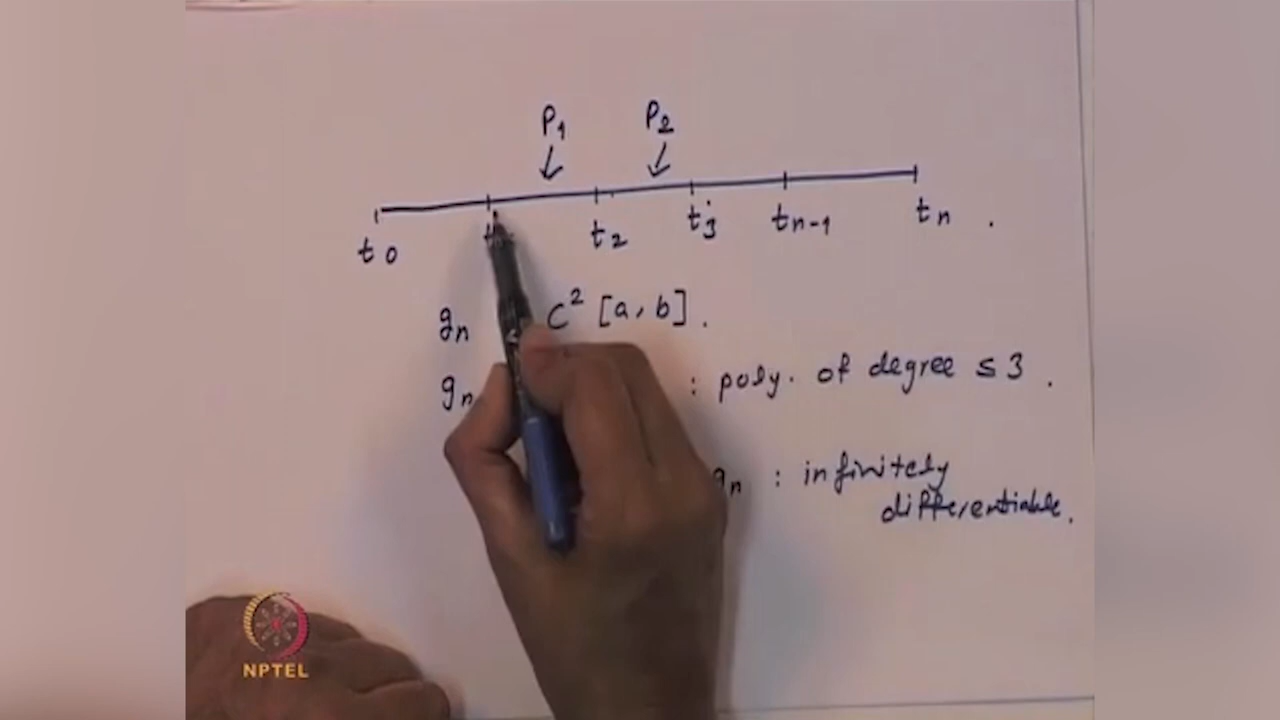 P1 P2
t0 t2 t3 tn-1 tn .
gn C² [a, b] .
gn : poly. of degree ≤ 3 .
gn : infinitely
differentiable.
NPTEL